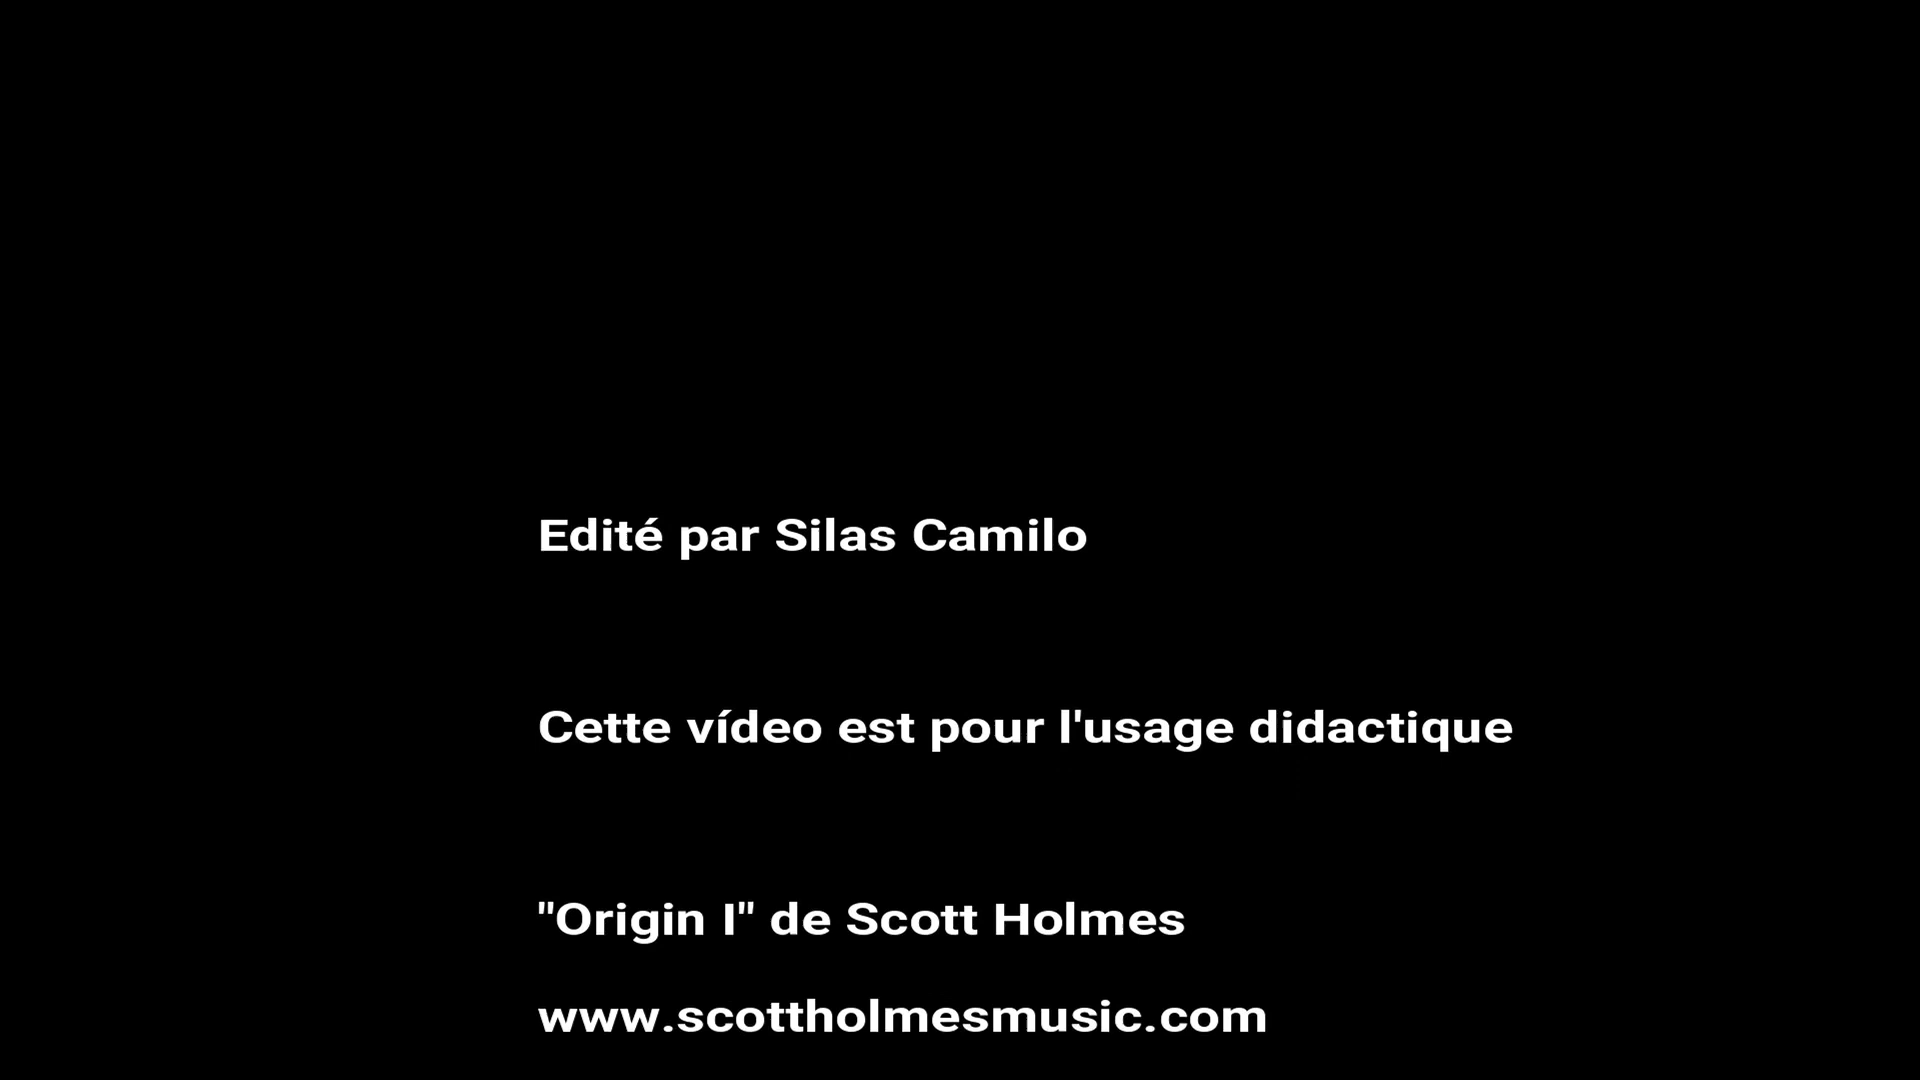 Edité par Silas Camilo
Cette vídeo est pour l'usage didactique
"Origin I" de Scott Holmes
www.scottholmesmusic.com